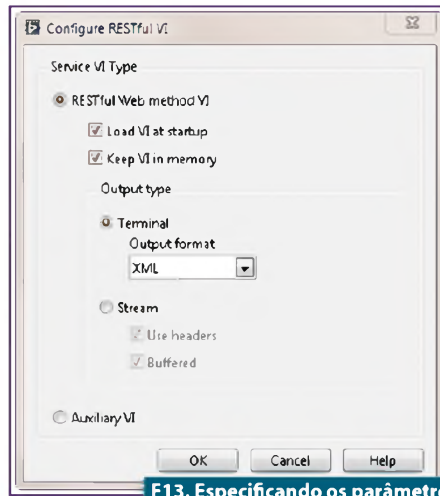 Configure RESTful VI
Service VI Type
RESTful Web method VI
Load VI at startup
Keep VI in memory
Output type
Terminal
Output format
XML
Stream
Use headers
Buffered
Auxiliary VI
OK Cancel Help
F13. Especificando os parâmetro